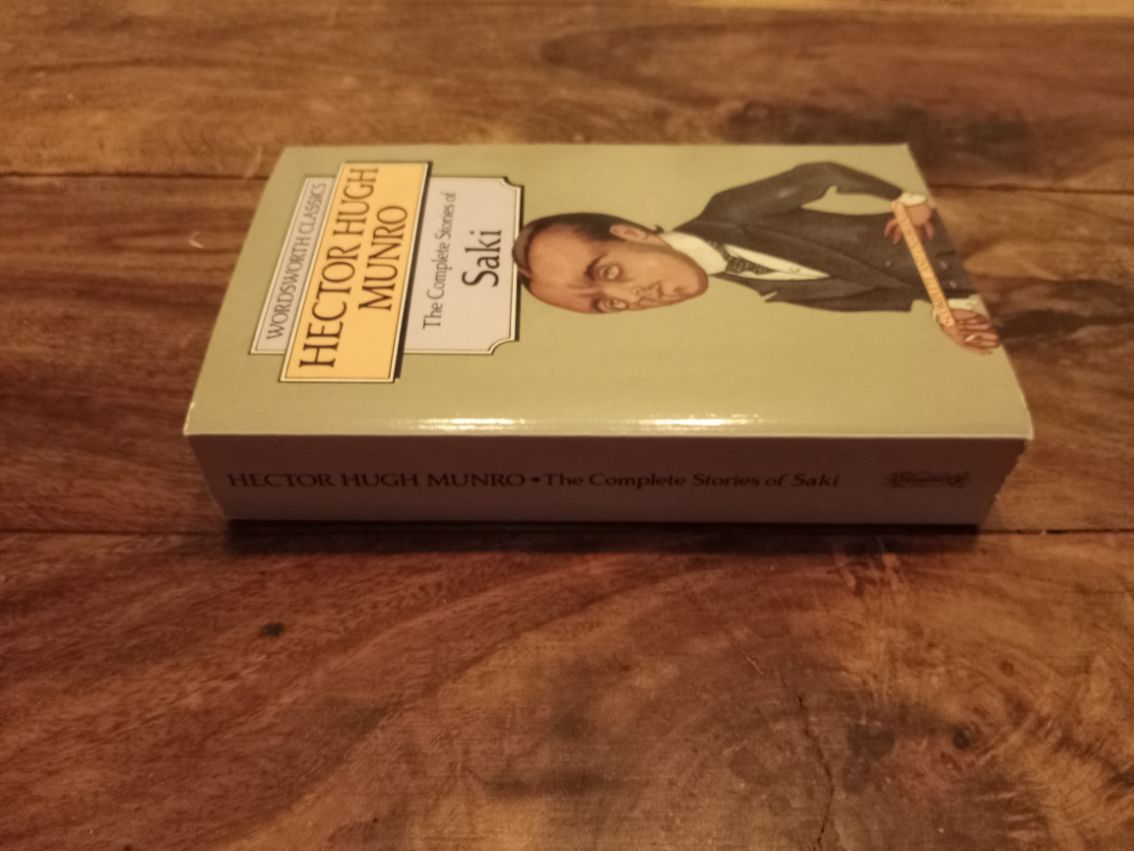 WORDSWORTH CLASSICS
HECTOR HUGH
MUNRO
The Complete Stories of
Saki
HECTOR HUGH MUNRO • The Complete Stories of Saki